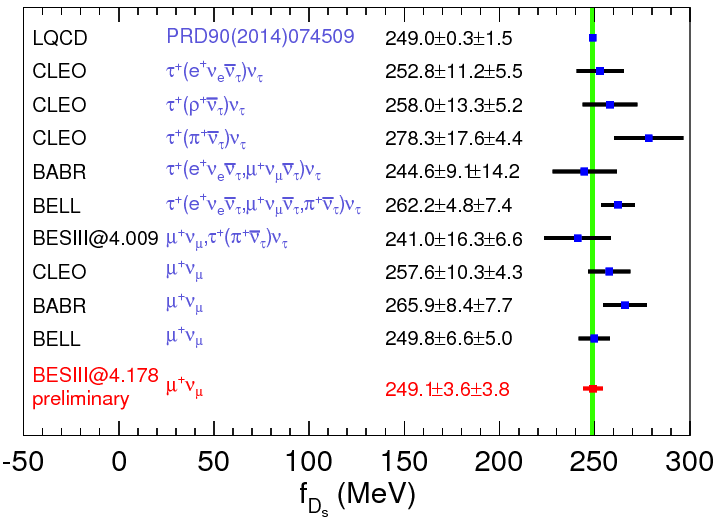 LQCD PRD90(2014)074509 249.0±0.3±1.5
CLEO τ⁺(e⁺νₑν̅_τ)ν_τ 252.8±11.2±5.5
CLEO τ⁺(ρ⁺ν̅_τ)ν_τ 258.0±13.3±5.2
CLEO τ⁺(π⁺ν̅_τ)ν_τ 278.3±17.6±4.4
BABR τ⁺(e⁺νₑν̅_τ,μ⁺ν_μν̅_τ)ν_τ 244.6±9.1±14.2
BELL τ⁺(e⁺νₑν̅_τ,μ⁺ν_μν̅_τ,π⁺ν̅_τ)ν_τ 262.2±4.8±7.4
BESIII@4.009 μ⁺ν_μ,τ⁺(π⁺ν̅_τ)ν_τ 241.0±16.3±6.6
CLEO μ⁺ν_μ 257.6±10.3±4.3
BABR μ⁺ν_μ 265.9±8.4±7.7
BELL μ⁺ν_μ 249.8±6.6±5.0
BESIII@4.178 μ⁺ν_μ 249.1±3.6±3.8
preliminary
-50 0 50 100 150 200 250 300
f_{D_s} (MeV)